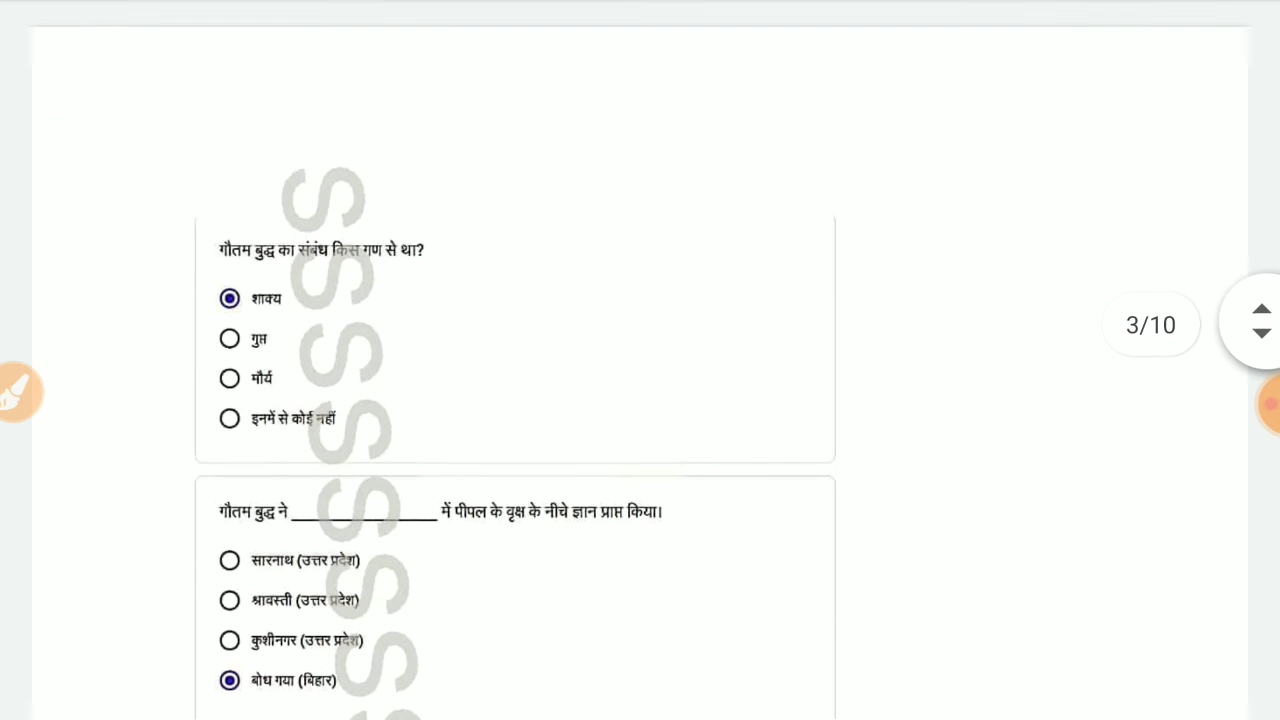 गौतम बुद्ध का संबंध किस गण से था?
शाक्य
गुप्त
मौर्य
इनमें से कोई नहीं
3/10
गौतम बुद्ध ने ________________ में पीपल के वृक्ष के नीचे ज्ञान प्राप्त किया।
सारनाथ (उत्तर प्रदेश)
श्रावस्ती (उत्तर प्रदेश)
कुशीनगर (उत्तर प्रदेश)
बोध गया (बिहार)
SSSSSSSS